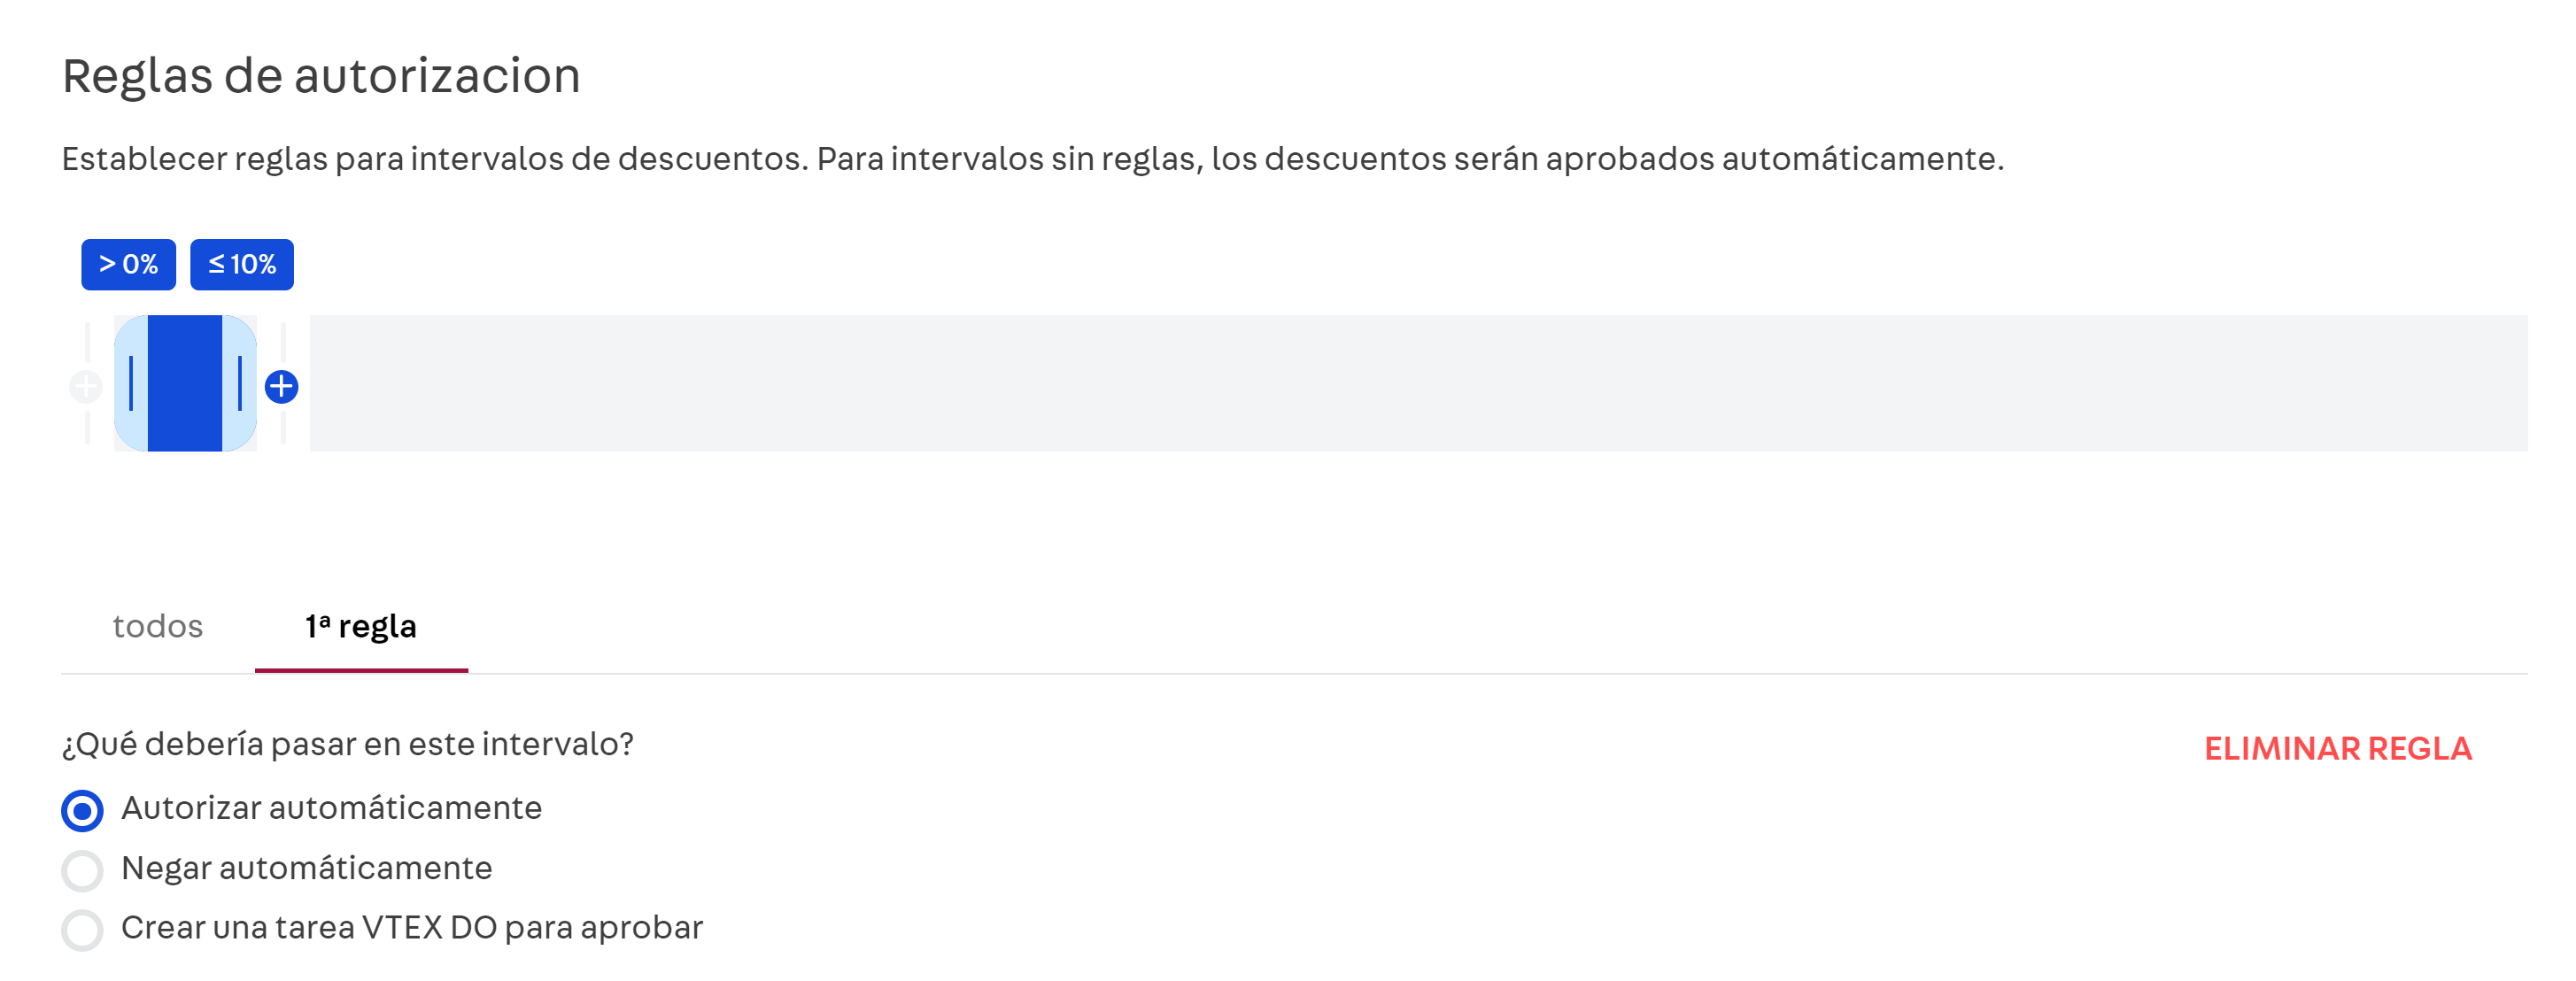 Reglas de autorizacion
Establecer reglas para intervalos de descuentos. Para intervalos sin reglas, los descuentos serán aprobados automáticamente.
> 0% ≤ 10%
todos 1ª regla
¿Qué debería pasar en este intervalo? ELIMINAR REGLA
Autorizar automáticamente
Negar automáticamente
Crear una tarea VTEX DO para aprobar